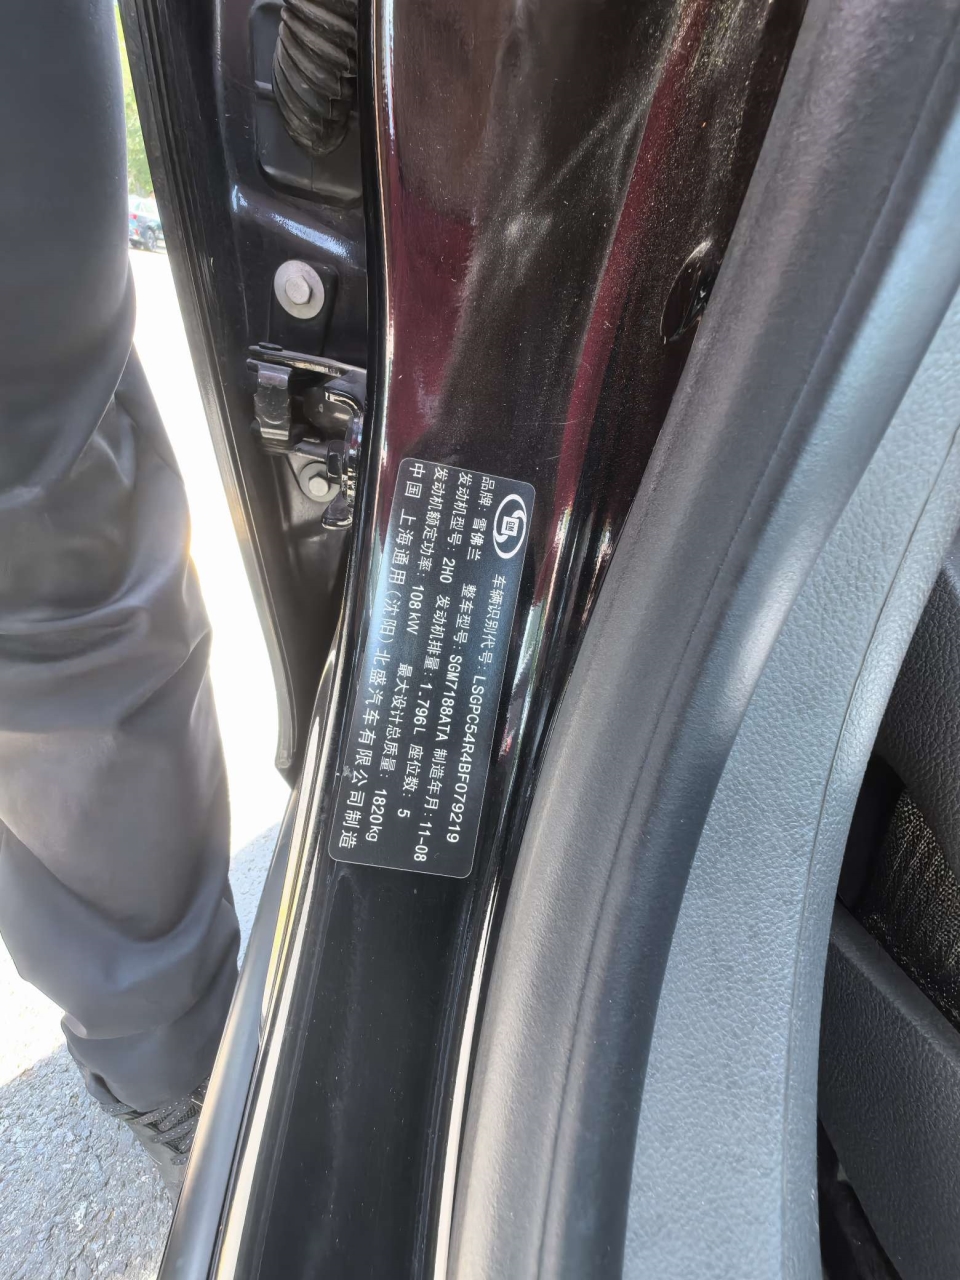 GM
车辆识别代号: LSGPC54R4BF079219
品牌: 雪佛兰 整车型号: SGM7188ATA 制造年月: 11-08
发动机型号: 2H0 发动机排量: 1.796L 座位数: 5
发动机额定功率: 108kW 最大设计总质量: 1820kg
中国 上海通用(沈阳)北盛汽车有限公司制造